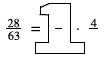 28/63 = 1 – · 4